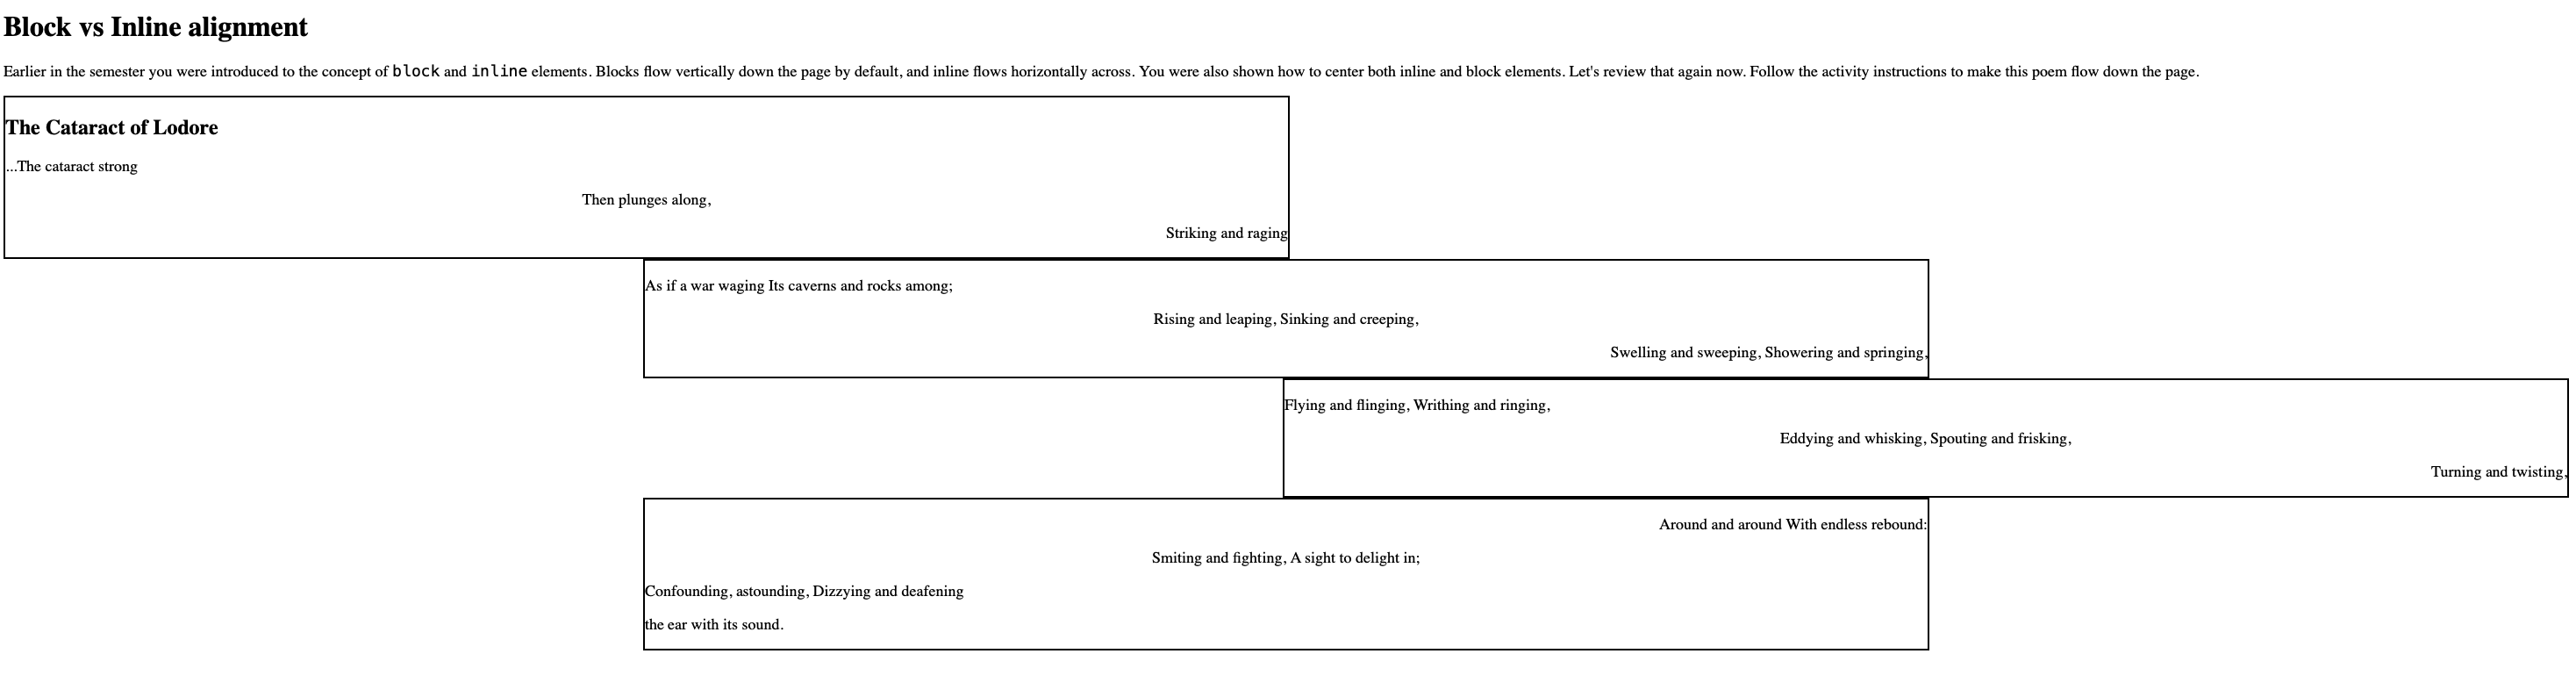 Block vs Inline alignment
Earlier in the semester you were introduced to the concept of block and inline elements. Blocks flow vertically down the page by default, and inline flows horizontally across. You were also shown how to center both inline and block elements. Let's review that again now. Follow the activity instructions to make this poem flow down the page.
The Cataract of Lodore
...The cataract strong
Then plunges along,
Striking and raging
As if a war waging Its caverns and rocks among;
Rising and leaping, Sinking and creeping,
Swelling and sweeping, Showering and springing,
Flying and flinging, Writhing and ringing,
Eddying and whisking, Spouting and frisking,
Turning and twisting,
Around and around With endless rebound:
Smiting and fighting, A sight to delight in;
Confounding, astounding, Dizzying and deafening
the ear with its sound.